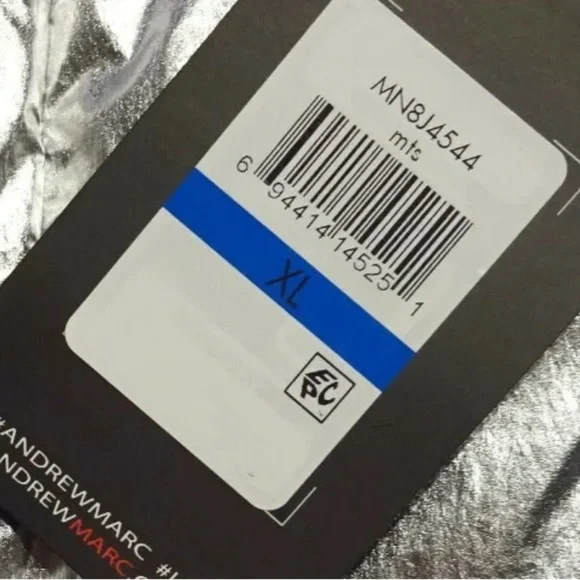 MN8J4544
mts
6 94414 14525 1
XL
EPC
#ANDREWMARC
ANDREWMARC.